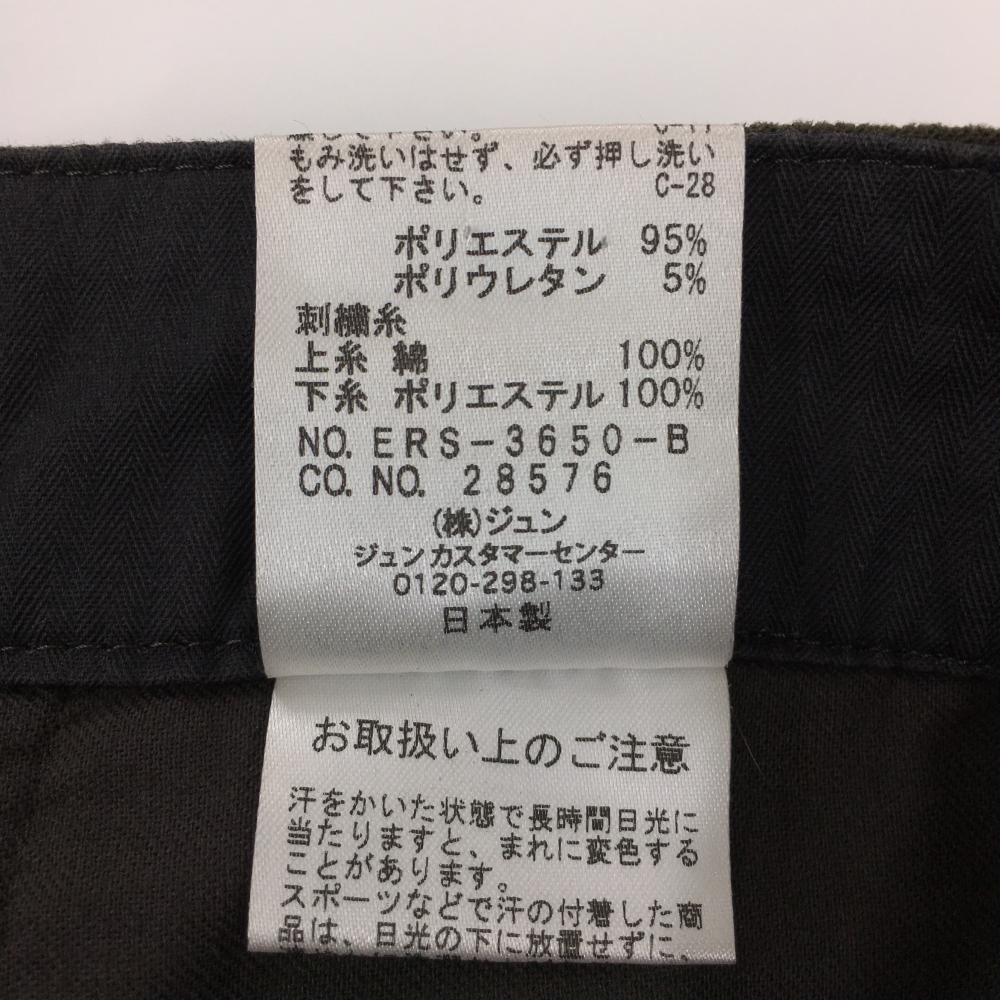 もみ洗いはせず、必ず押し洗い
をして下さい。 C-28
ポリエステル 95%
ポリウレタン 5%
刺繍糸
上糸 綿 100%
下糸 ポリエステル 100%
NO. ERS-3650-B
CO. NO. 28576
(株)ジュン
ジュンカスタマーセンター
0120-298-133
日本製
お取扱い上のご注意
汗をかいた状態で長時間日光に
当たりますと、まれに変色する
ことがあります。
スポーツなどで汗の付着した商
品は、日光の下に放置せずに、